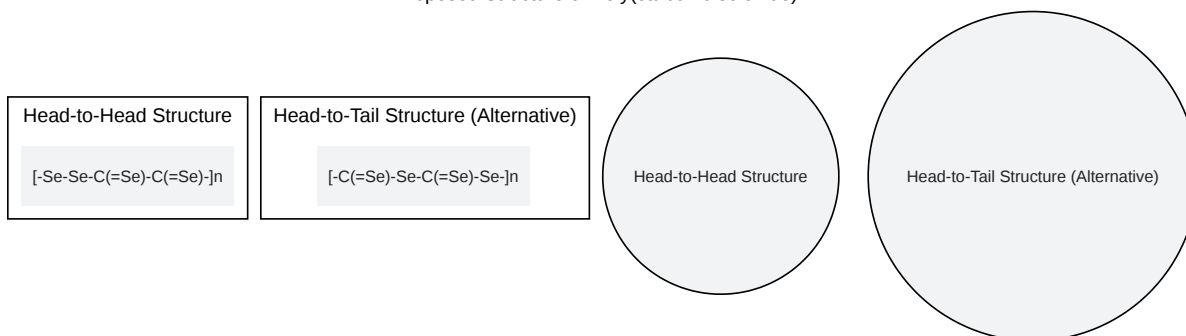 Head-to-Head Structure
[-Se-Se-C(=Se)-C(=Se)-]n
Head-to-Tail Structure (Alternative)
[-C(=Se)-Se-C(=Se)-Se-]n
Head-to-Head Structure
Head-to-Tail Structure (Alternative)